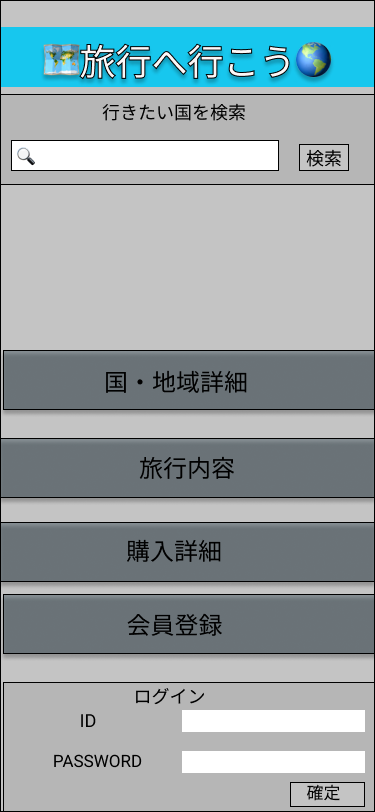 旅行へ行こう
行きたい国を検索
検索
国・地域詳細
旅行内容
購入詳細
会員登録
ログイン
ID
PASSWORD
確定